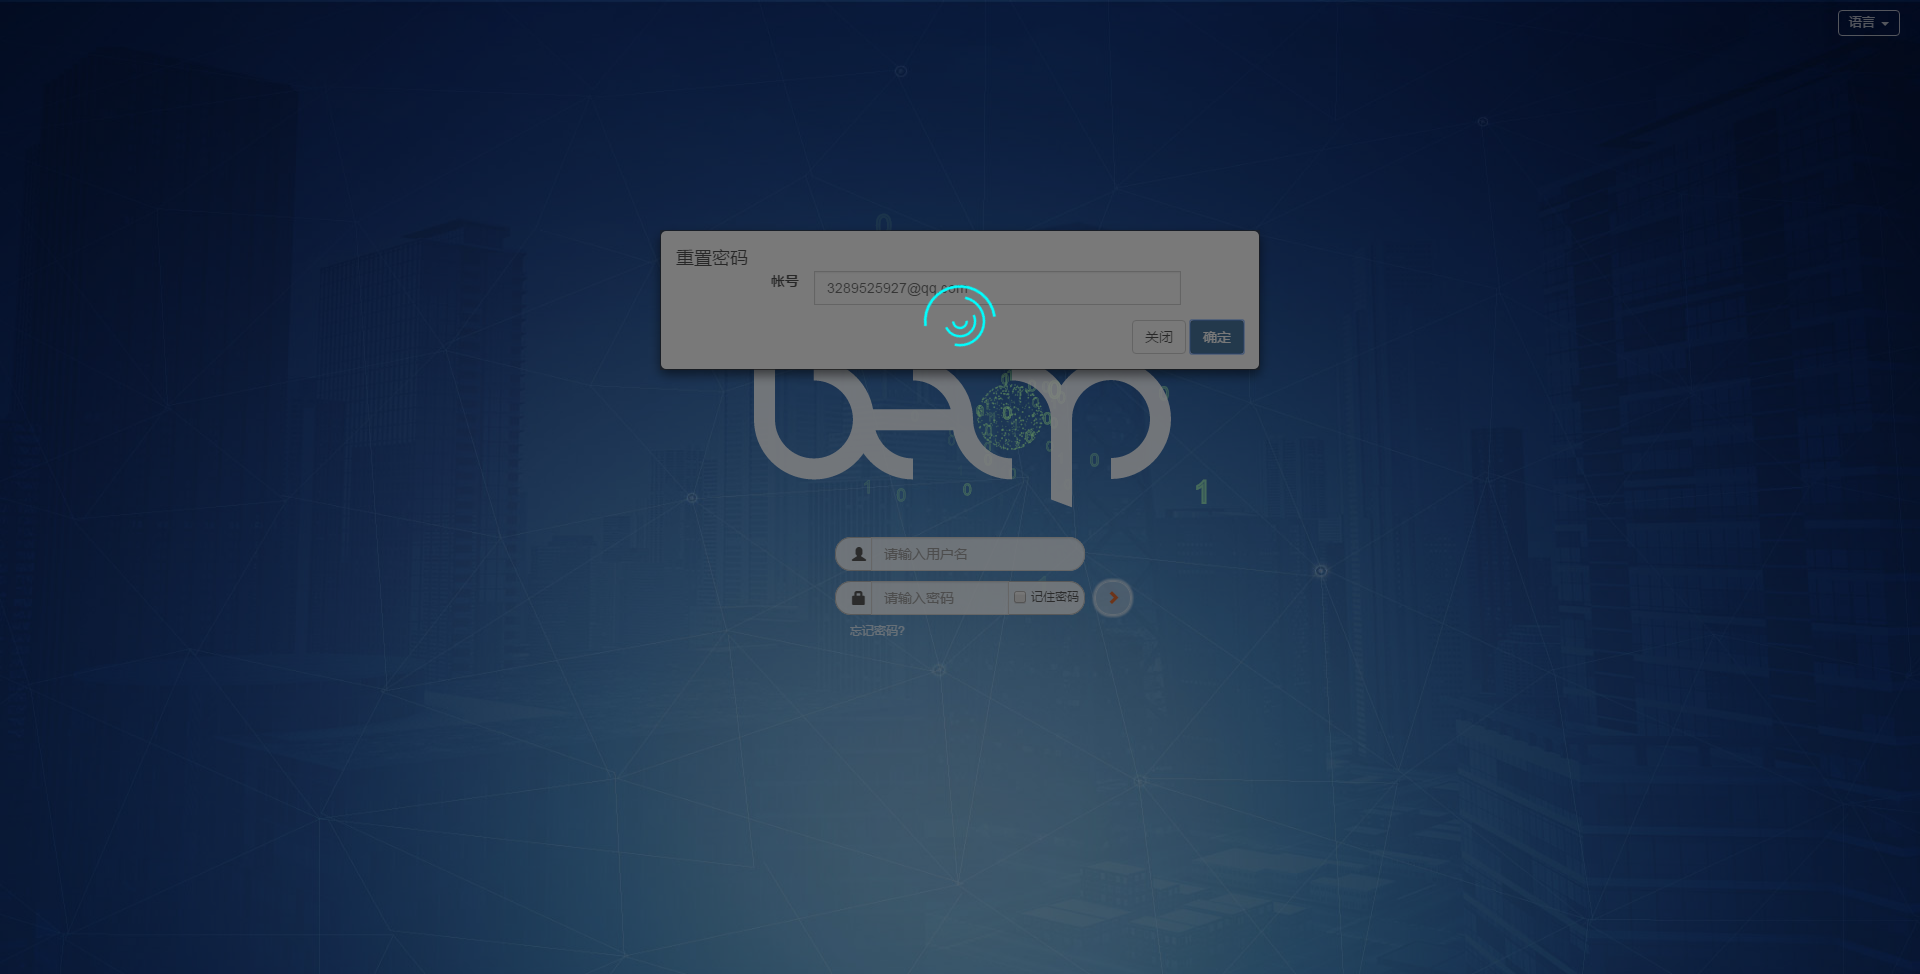 语言
重置密码
帐号
3289525927@qq.com
关闭 确定
beop
请输入用户名
请输入密码 记住密码
忘记密码?